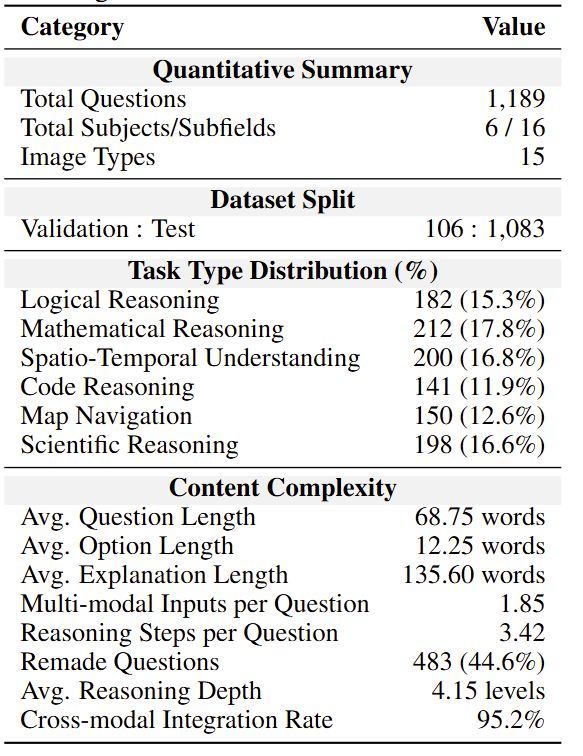 Category Value
Quantitative Summary
Total Questions 1,189
Total Subjects/Subfields 6 / 16
Image Types 15
Dataset Split
Validation : Test 106 : 1,083
Task Type Distribution (%)
Logical Reasoning 182 (15.3%)
Mathematical Reasoning 212 (17.8%)
Spatio-Temporal Understanding 200 (16.8%)
Code Reasoning 141 (11.9%)
Map Navigation 150 (12.6%)
Scientific Reasoning 198 (16.6%)
Content Complexity
Avg. Question Length 68.75 words
Avg. Option Length 12.25 words
Avg. Explanation Length 135.60 words
Multi-modal Inputs per Question 1.85
Reasoning Steps per Question 3.42
Remade Questions 483 (44.6%)
Avg. Reasoning Depth 4.15 levels
Cross-modal Integration Rate 95.2%